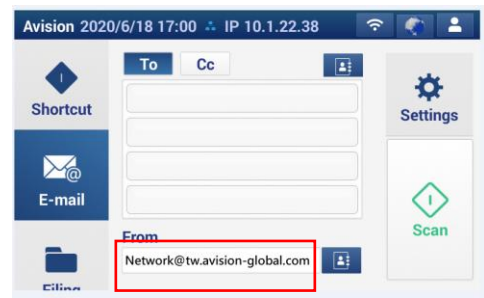 Avision 2020/6/18 17:00 IP 10.1.22.38
To Cc
Shortcut
Settings
E-mail
Scan
From
Network@tw.avision-global.com
Filing